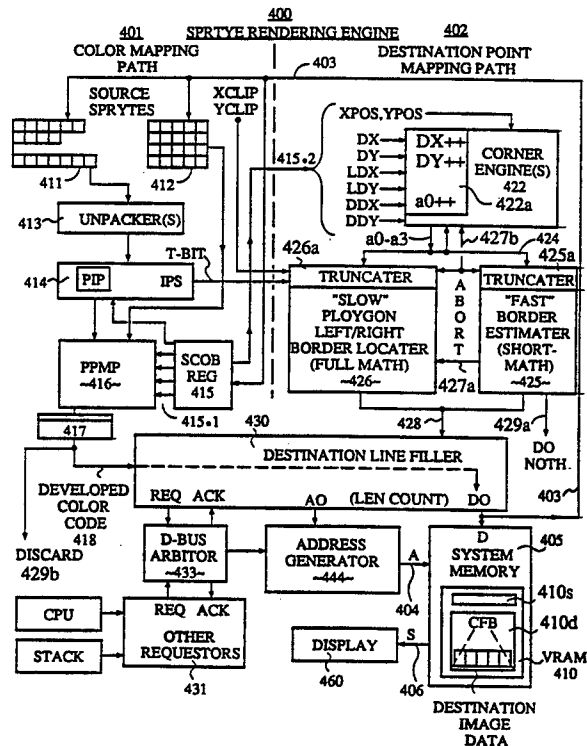 400
401
SPRTYE RENDERING ENGINE
402
COLOR MAPPING
PATH
DESTINATION POINT
MAPPING PATH
403
SOURCE
SPRYTES
XCLIP
YCLIP
XPOS,YPOS
411
412
415•2
DX
DY
LDX
LDY
DDX
DDY
DX++
DY++
a0++
CORNER
ENGINE(S)
422
422a
413
UNPACKER(S)
a0-a3
427b
424
T-BIT
426a
425a
414
PIP
IPS
TRUNCATER
"SLOW"
PLOYGON
LEFT/RIGHT
BORDER LOCATER
(FULL MATH)
~426~
ABORT
TRUNCATER
"FAST"
BORDER
ESTIMATER
(SHORT-
MATH)
~425~
PPMP
~416~
SCOB
REG
415
427a
417
415•1
430
428
429a
DO
NOTH.
DESTINATION LINE FILLER
DEVELOPED
COLOR
CODE
418
REQ ACK
AO
(LEN COUNT)
DO
403
DISCARD
429b
D-BUS
ARBITOR
~433~
ADDRESS
GENERATOR
~444~
A
404
D
SYSTEM
MEMORY
405
CPU
STACK
REQ ACK
OTHER
REQUESTORS
431
DISPLAY
460
S
406
410s
CFB
410d
VRAM
410
DESTINATION
IMAGE
DATA